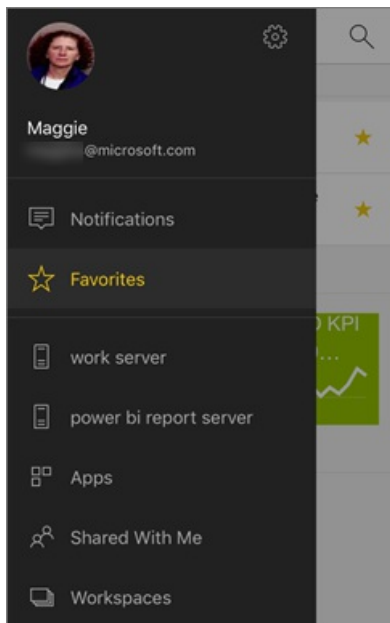 Maggie
@microsoft.com
Notifications
Favorites
work server
KPI
...
power bi report server
Apps
Shared With Me
Workspaces